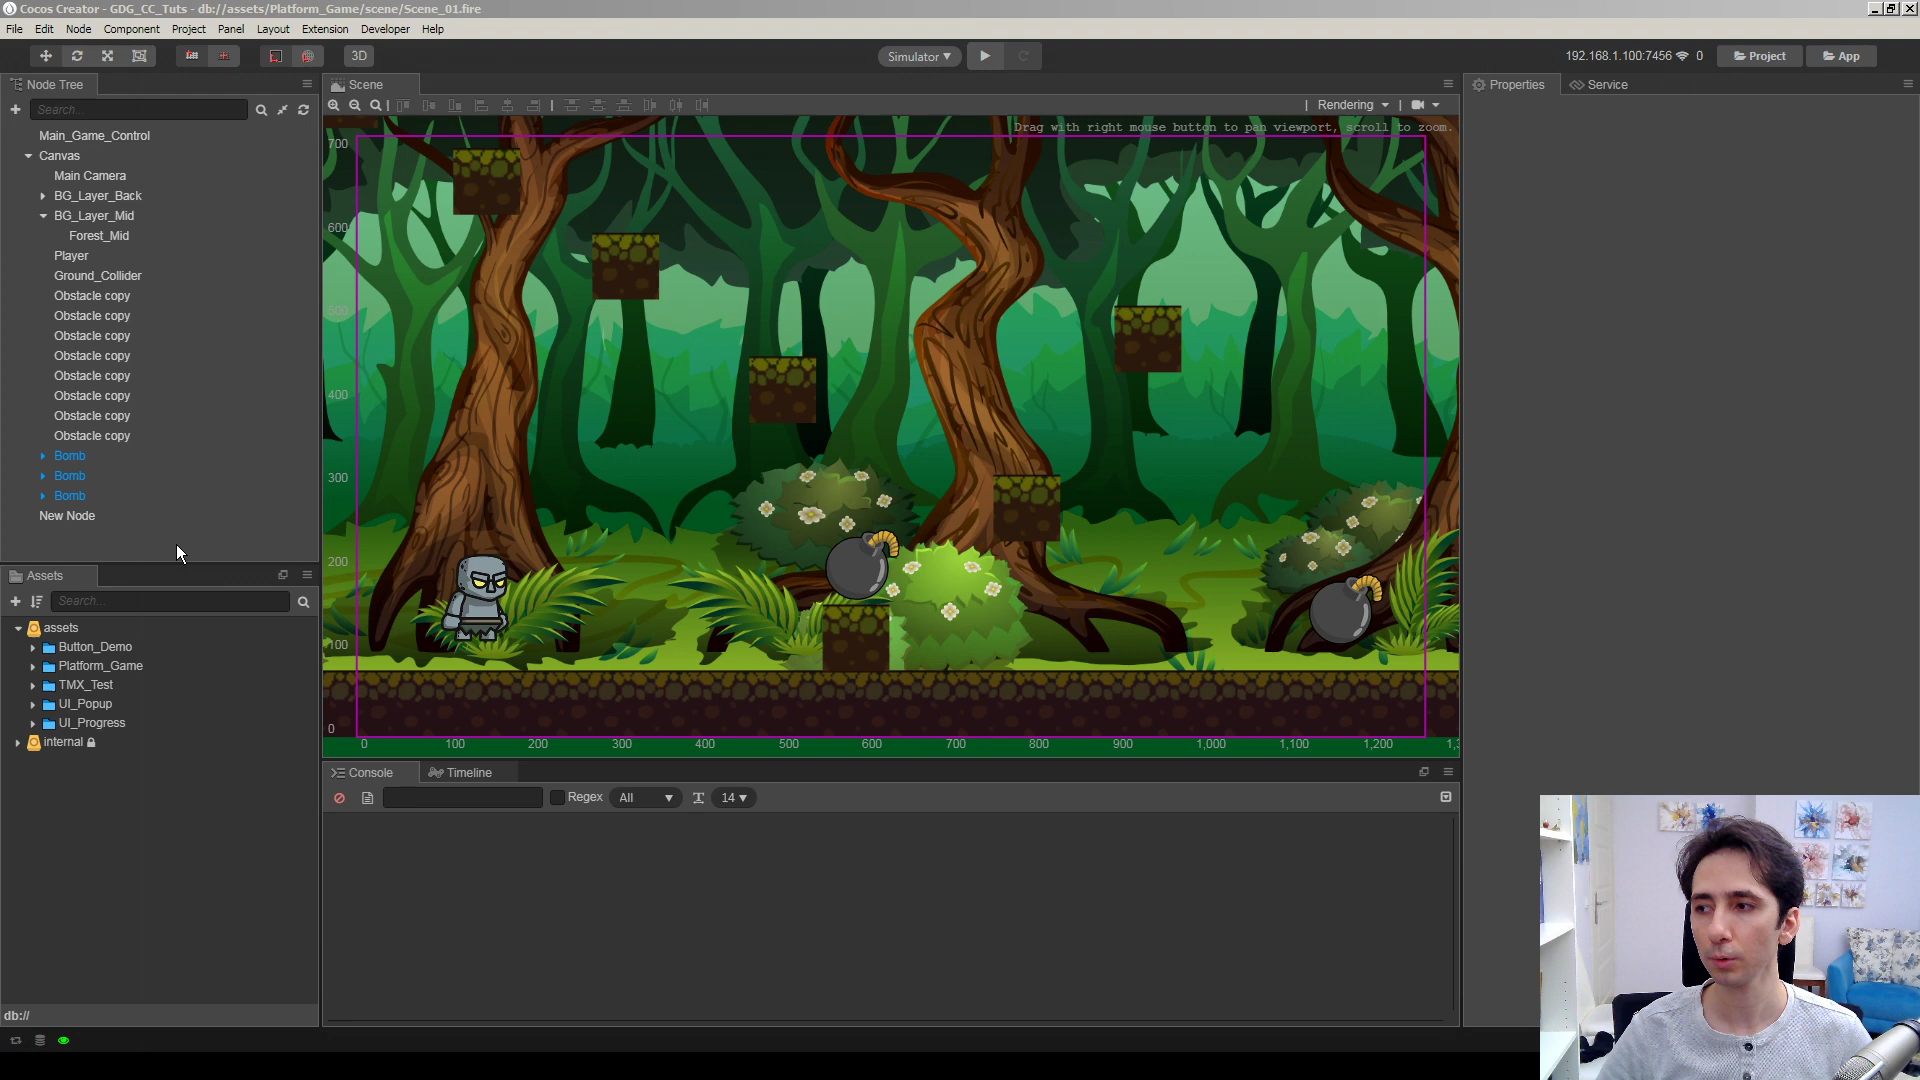 Cocos Creator - GDG_CC_Tuts - db://assets/Platform_Game/scene/Scene_01.fire
File Edit Node Component Project Panel Layout Extension Developer Help
3D
Simulator
192.168.1.100:7456 0
Project
App
Node Tree
Search...
Main_Game_Control
Canvas
Main Camera
BG_Layer_Back
BG_Layer_Mid
Forest_Mid
Player
Ground_Collider
Obstacle copy
Obstacle copy
Obstacle copy
Obstacle copy
Obstacle copy
Obstacle copy
Obstacle copy
Obstacle copy
Bomb
Bomb
Bomb
New Node
Assets
Search...
assets
Button_Demo
Platform_Game
TMX_Test
UI_Popup
UI_Progress
internal
db://
Scene
Rendering
Drag with right mouse button to pan viewport, scroll to zoom.
700
600
500
400
300
200
100
0
0 100 200 300 400 500 600 700 800 900 1,000 1,100 1,200
Console
Timeline
Regex
All
14
Properties
Service